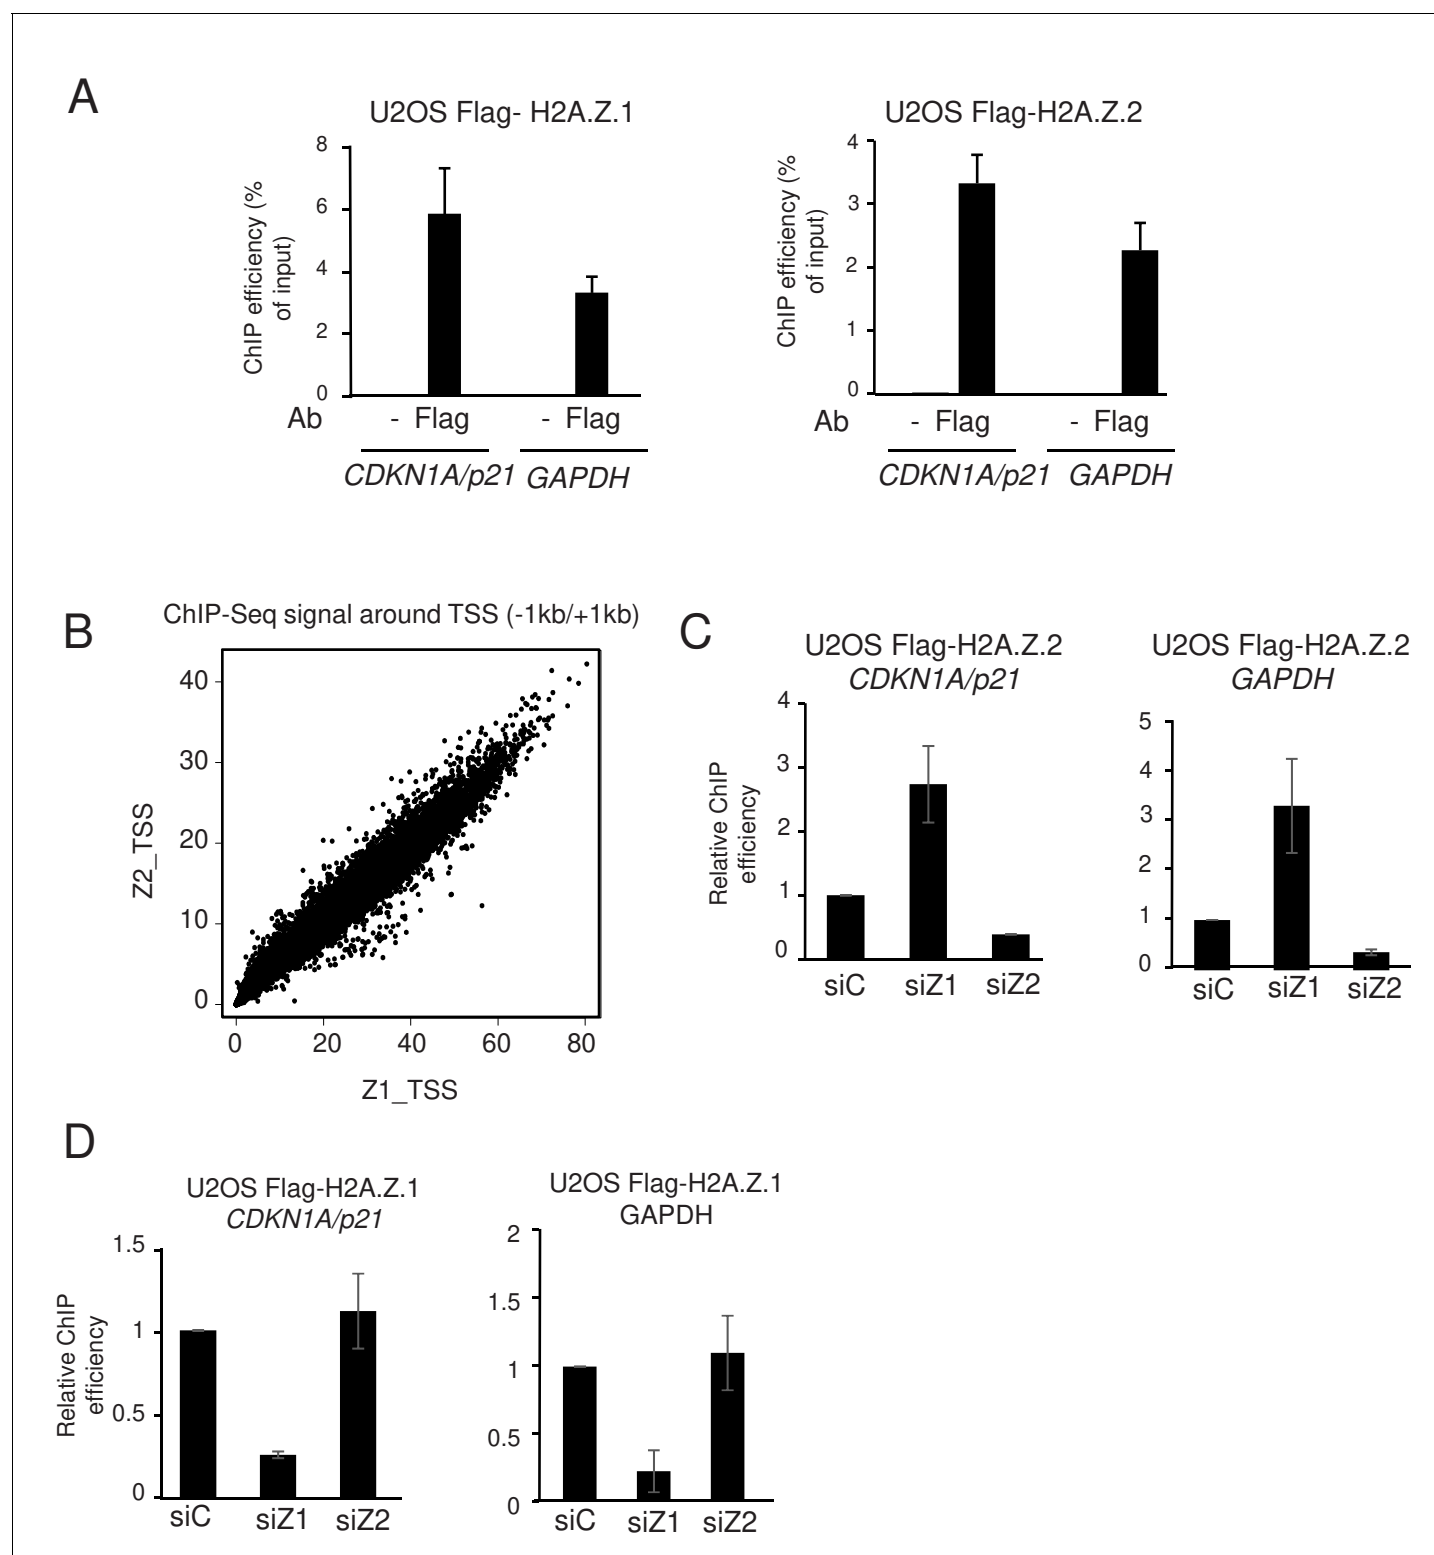 A
U2OS Flag- H2A.Z.1
ChIP efficiency (%
of input)
8
6
4
2
0
Ab
- Flag
- Flag
CDKN1A/p21
GAPDH
U2OS Flag-H2A.Z.2
ChIP efficiency (%
of input)
4
3
2
1
0
Ab
- Flag
- Flag
CDKN1A/p21
GAPDH
B
ChIP-Seq signal around TSS (-1kb/+1kb)
Z2_TSS
40
30
20
10
0
0 20 40 60 80
Z1_TSS
C
U2OS Flag-H2A.Z.2
CDKN1A/p21
Relative ChIP
efficiency
4
3
2
1
0
siC siZ1 siZ2
U2OS Flag-H2A.Z.2
GAPDH
5
4
3
2
1
0
siC siZ1 siZ2
D
U2OS Flag-H2A.Z.1
CDKN1A/p21
Relative ChIP
efficiency
1.5
1
0.5
0
siC siZ1 siZ2
U2OS Flag-H2A.Z.1
GAPDH
2
1.5
1
0.5
0
siC siZ1 siZ2